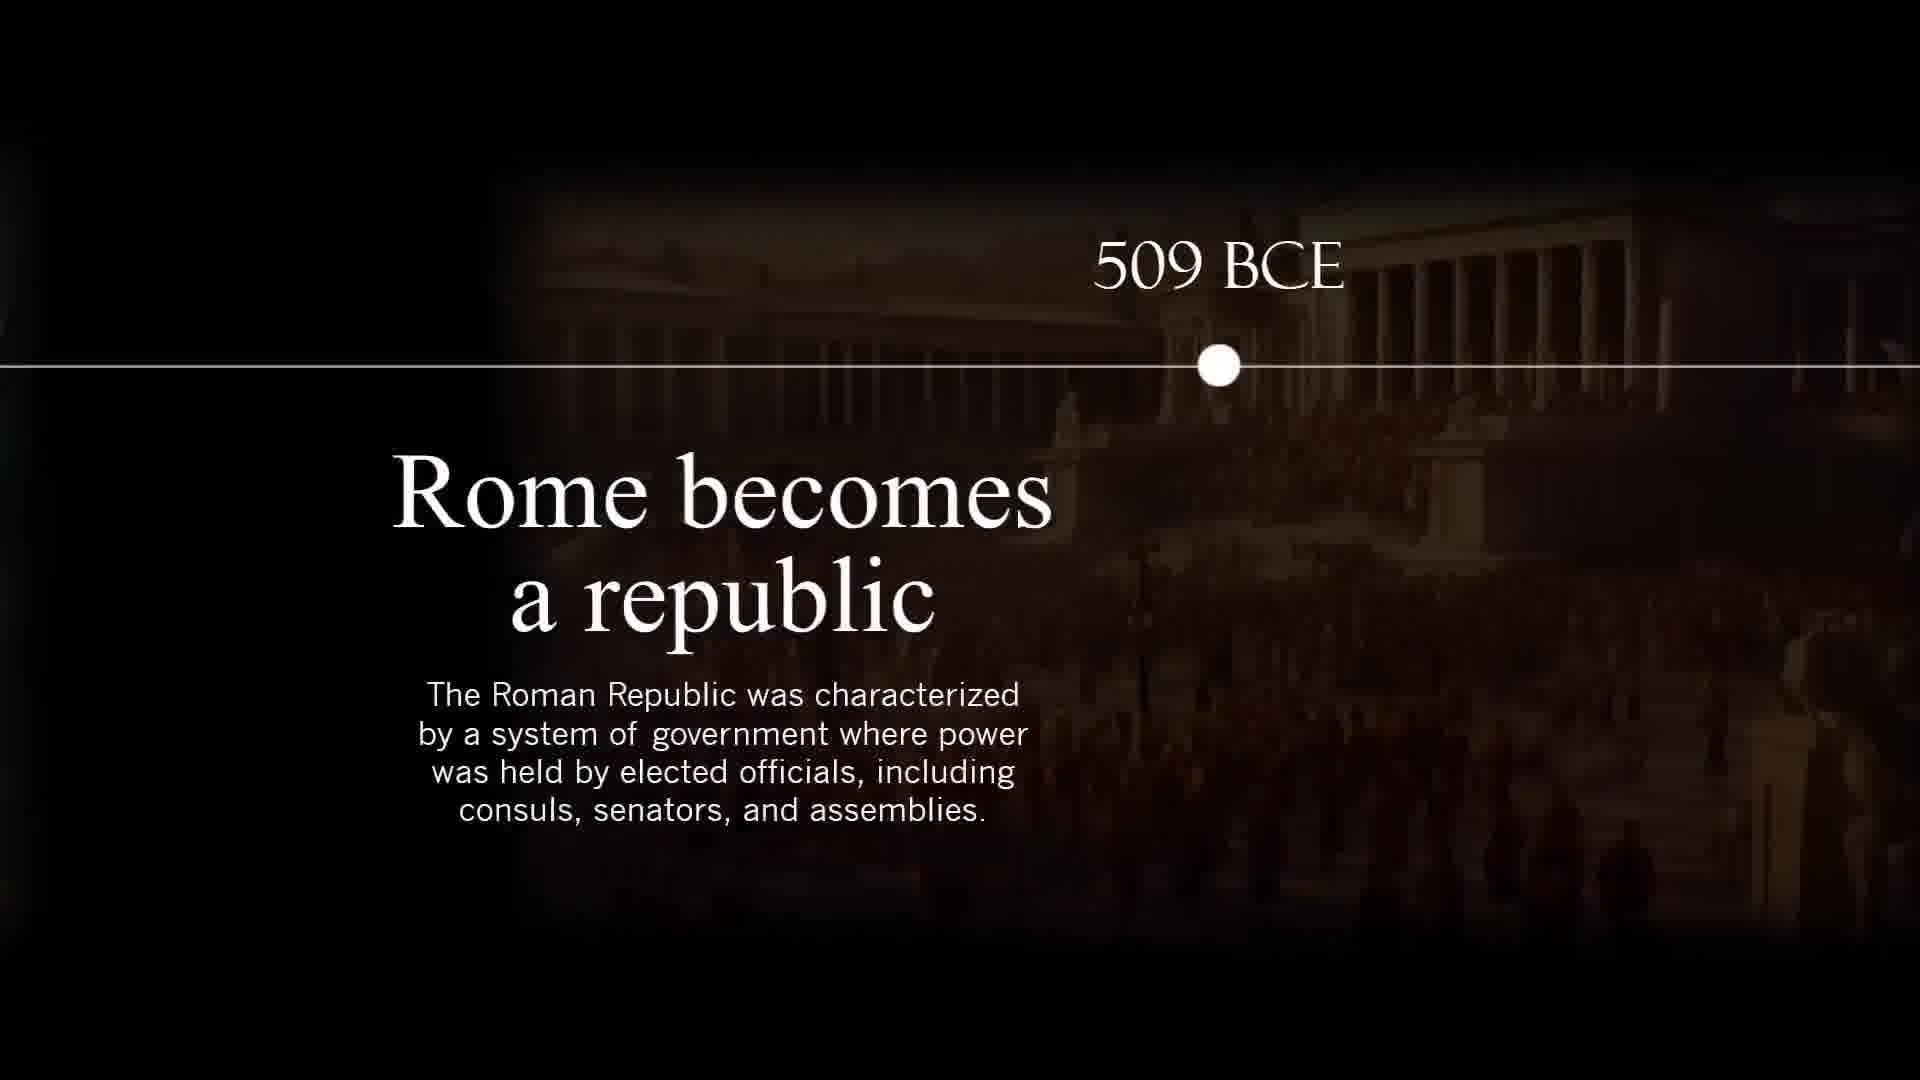 509 BCE
Rome becomes
a republic
The Roman Republic was characterized
by a system of government where power
was held by elected officials, including
consuls, senators, and assemblies.